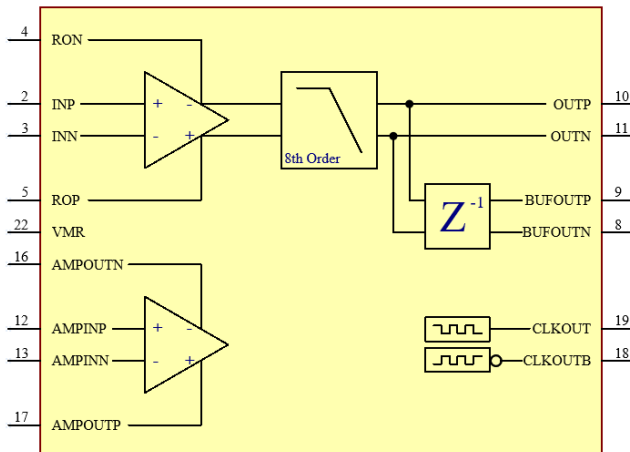 4 RON
2 INP + - 10 OUTP
3 INN - + 11 OUTN
8th Order
5 ROP Z-1 9 BUFOUTP
22 VMR 8 BUFOUTN
16 AMPOUTN
12 AMPINP + - 19 CLKOUT
13 AMPINN - + 18 CLKOUTB
17 AMPOUTP